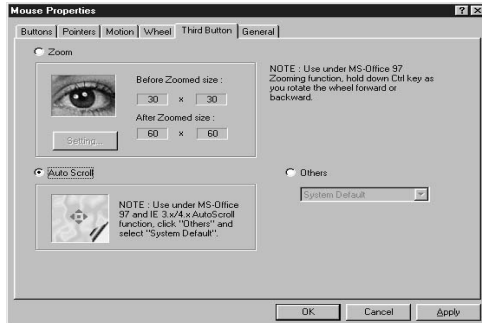 Mouse Properties
Buttons Pointers Motion Wheel Third Button General
Zoom
Before Zoomed size :
30 x 30
After Zoomed size :
60 x 60
Setting...
NOTE : Use under MS-Office 97
Zooming function, hold down Ctrl key as
you rotate the wheel forward or
backward.
Auto Scroll
NOTE : Use under MS-Office
97 and IE 3.x/4.x AutoScroll
function, click "Others" and
select "System Default".
Others
System Default
OK Cancel Apply